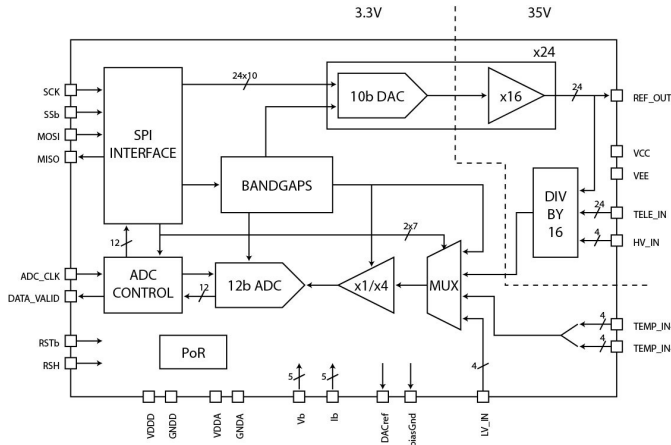 3.3V
35V
x24
SCK
SSb
MOSI
MISO
SPI
INTERFACE
24x10
10b DAC
x16
24
REF_OUT
VCC
VEE
BANDGAPS
DIV
BY
16
24
TELE_IN
4
HV_IN
12
2x7
ADC_CLK
DATA_VALID
ADC
CONTROL
12
12b ADC
x1/x4
MUX
RSTb
RSH
PoR
4
TEMP_IN
4
TEMP_IN
5
5
4
VDDD
GNDD
VDDA
GNDA
Vb
Ib
DACref
biasGnd
LV_IN